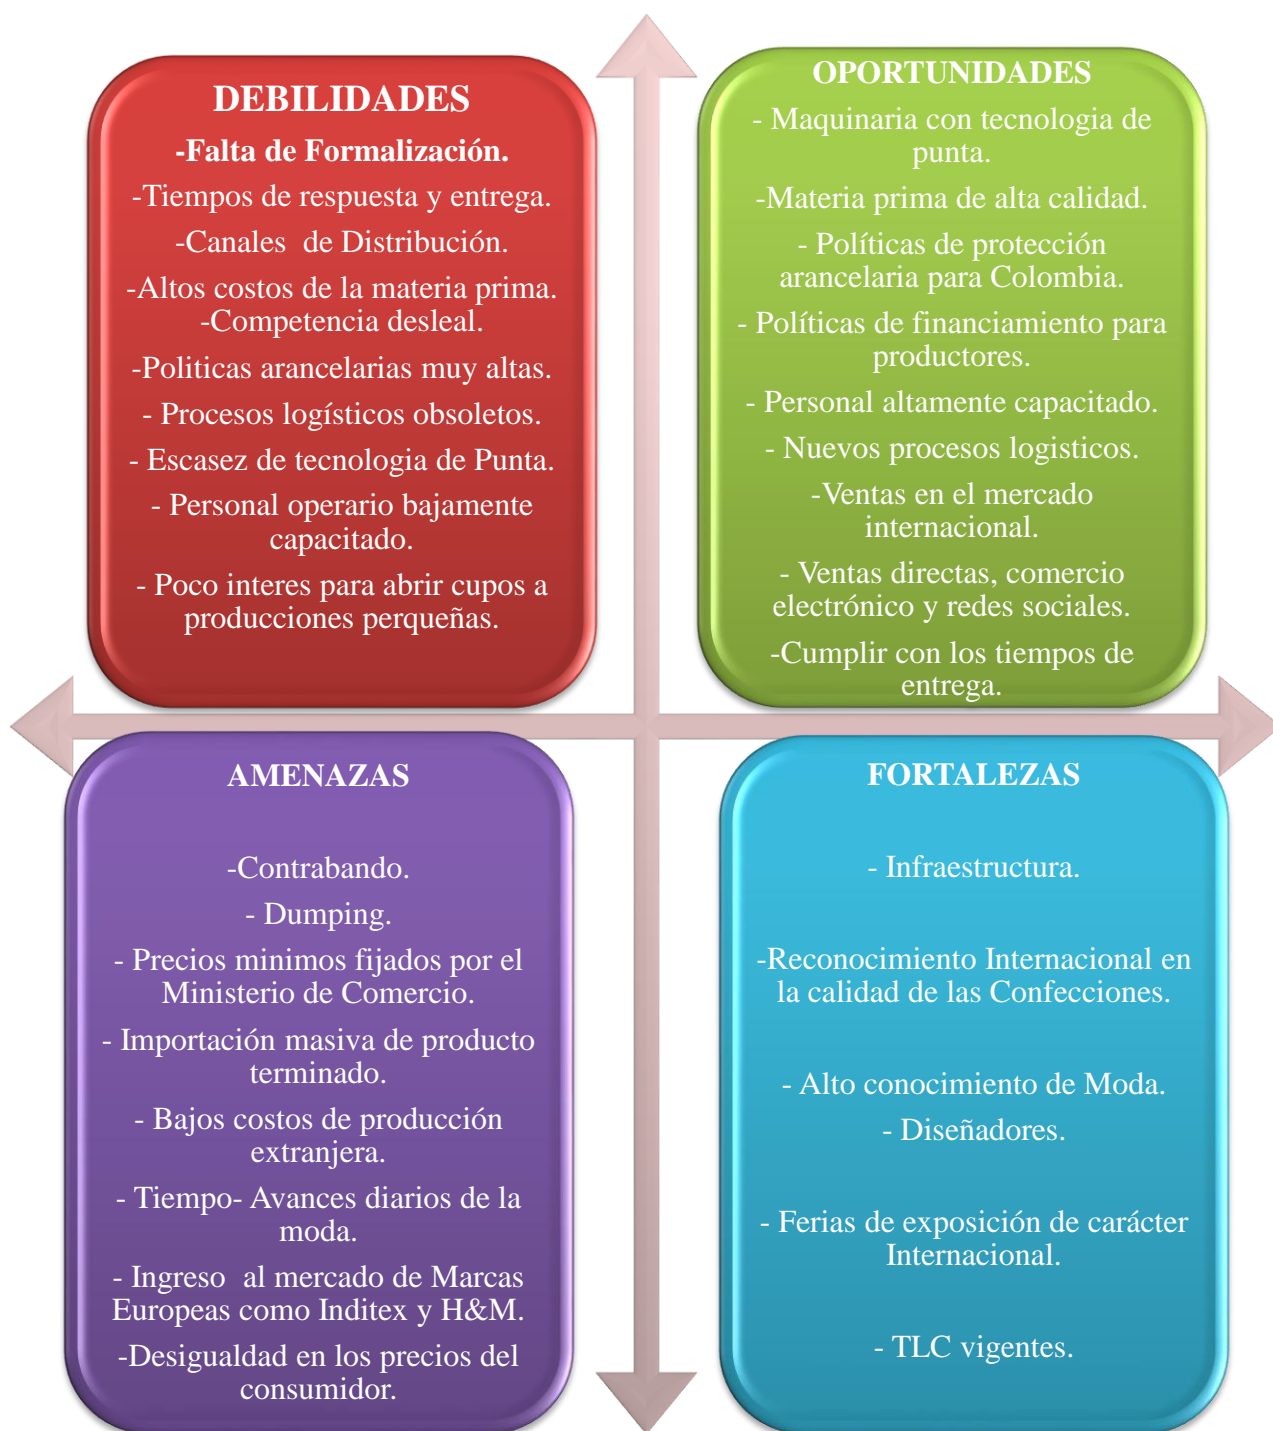 DEBILIDADES
-Falta de Formalización.
-Tiempos de respuesta y entrega.
-Canales  de Distribución.
-Altos costos de la materia prima.
-Competencia desleal.
-Politicas arancelarias muy altas.
- Procesos logísticos obsoletos.
- Escasez de tecnologia de Punta.
- Personal operario bajamente
capacitado.
- Poco interes para abrir cupos a
producciones perqueñas.
OPORTUNIDADES
- Maquinaria con tecnologia de
punta.
-Materia prima de alta calidad.
- Políticas de protección
arancelaria para Colombia.
- Políticas de financiamiento para
productores.
- Personal altamente capacitado.
- Nuevos procesos logisticos.
-Ventas en el mercado
internacional.
- Ventas directas, comercio
electrónico y redes sociales.
-Cumplir con los tiempos de
entrega.
AMENAZAS
-Contrabando.
- Dumping.
- Precios minimos fijados por el
Ministerio de Comercio.
- Importación masiva de producto
terminado.
- Bajos costos de producción
extranjera.
- Tiempo- Avances diarios de la
moda.
- Ingreso  al mercado de Marcas
Europeas como Inditex y H&M.
-Desigualdad en los precios del
consumidor.
FORTALEZAS
- Infraestructura.
-Reconocimiento Internacional en
la calidad de las Confecciones.
- Alto conocimiento de Moda.
- Diseñadores.
- Ferias de exposición de carácter
Internacional.
- TLC vigentes.